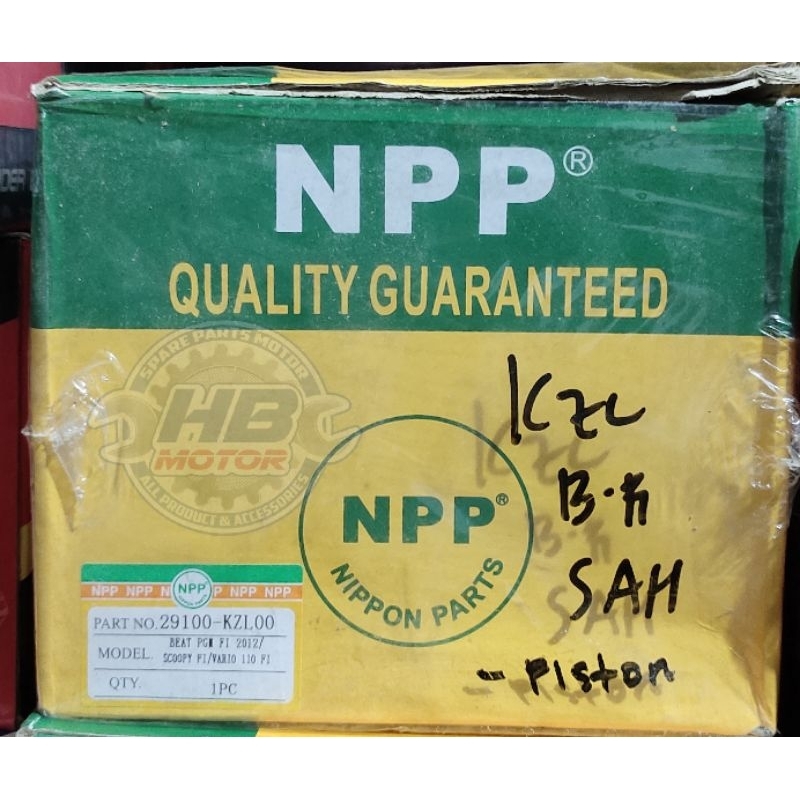 NPP®
QUALITY GUARANTEED
SPARE PARTS MOTOR
HB
MOTOR
ALL PRODUCT & ACCESSORIES
KZL
SAH
- Piston
NPP®
NIPPON PARTS
NPP NPP N NPP P NPP NPP
PART NO. 29100-KZL00
MODEL. BEAT PGM FI 2012/
SCOOPY FI/VARIO 110 FI
QTY. 1PC